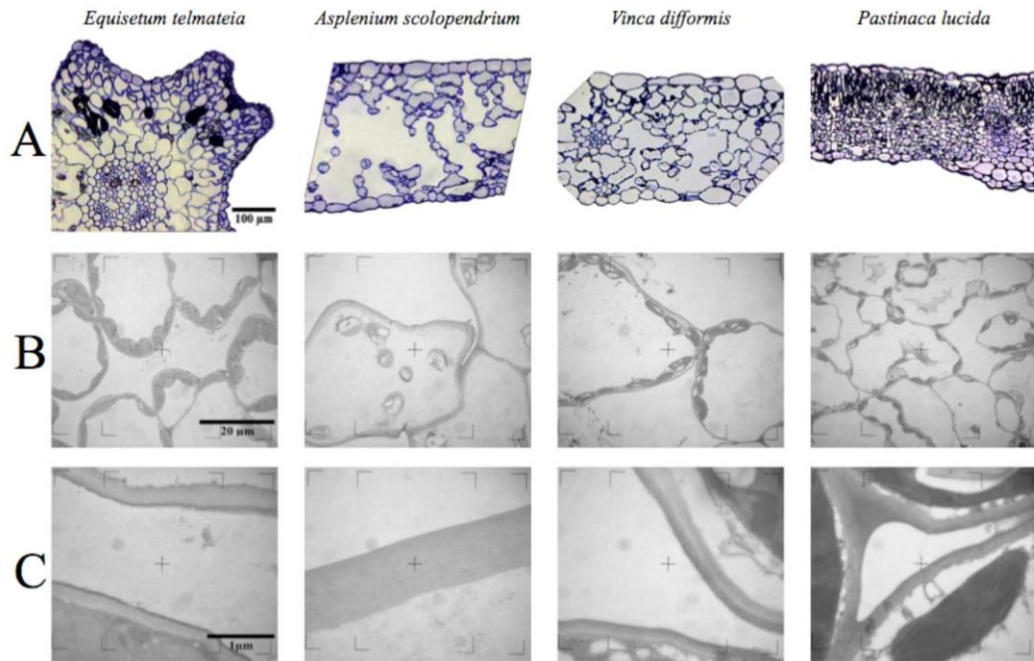 Equisetum telmateia Asplenium scolopendrium Vinca difformis Pastinaca lucida
A
100 µm
B
20 µm
C
1µm